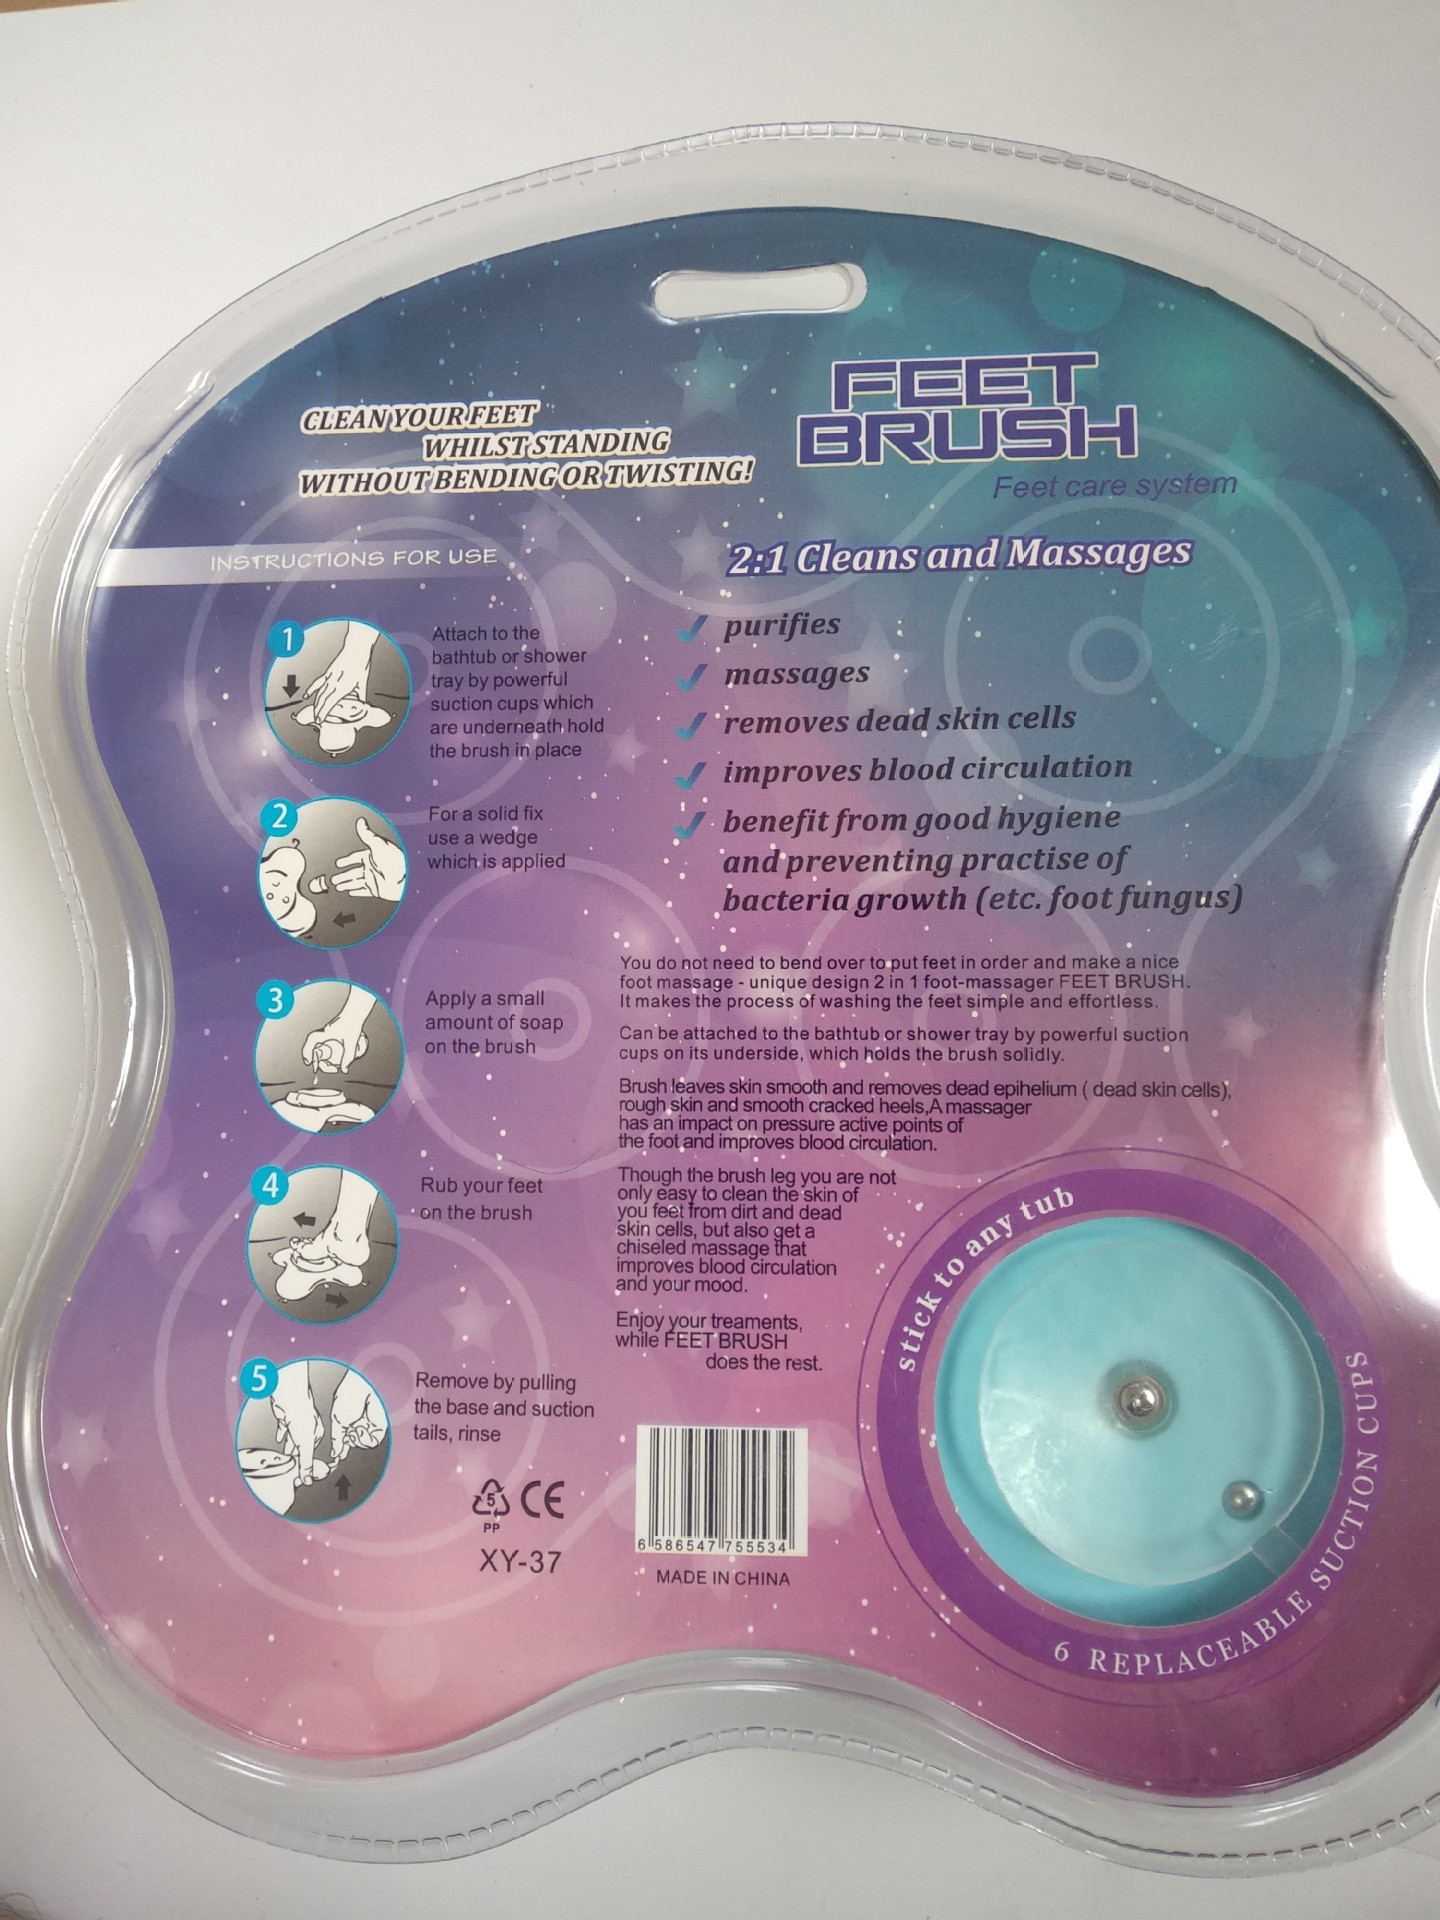 CLEAN YOUR FEET
WHILST STANDING
WITHOUT BENDING OR TWISTING!
FEET
BRUSH
Feet care system
INSTRUCTIONS FOR USE
1
Attach to the
bathtub or shower
tray by powerful
suction cups which
are underneath hold
the brush in place
2
For a solid fix
use a wedge
which is applied
3
Apply a small
amount of soap
on the brush
4
Rub your feet
on the brush
5
Remove by pulling
the base and suction
tails, rinse
2:1 Cleans and Massages
purifies
massages
removes dead skin cells
improves blood circulation
benefit from good hygiene
and preventing practise of
bacteria growth (etc. foot fungus)
You do not need to bend over to put feet in order and make a nice
foot massage - unique design 2 in 1 foot-massager FEET BRUSH.
It makes the process of washing the feet simple and effortless.
Can be attached to the bathtub or shower tray by powerful suction
cups on its underside, which holds the brush solidly.
Brush leaves skin smooth and removes dead epihelium ( dead skin cells),
rough skin and smooth cracked heels,A massager
has an impact on pressure active points of
the foot and improves blood circulation.
Though the brush leg you are not
only easy to clean the skin of
you feet from dirt and dead
skin cells, but also get a
chiseled massage that
improves blood circulation
and your mood.
Enjoy your treaments,
while FEET BRUSH
does the rest.
stick to any tub
6 REPLACEABLE SUCTION CUPS
5
PP
CE
XY-37
6 586547 755534
MADE IN CHINA